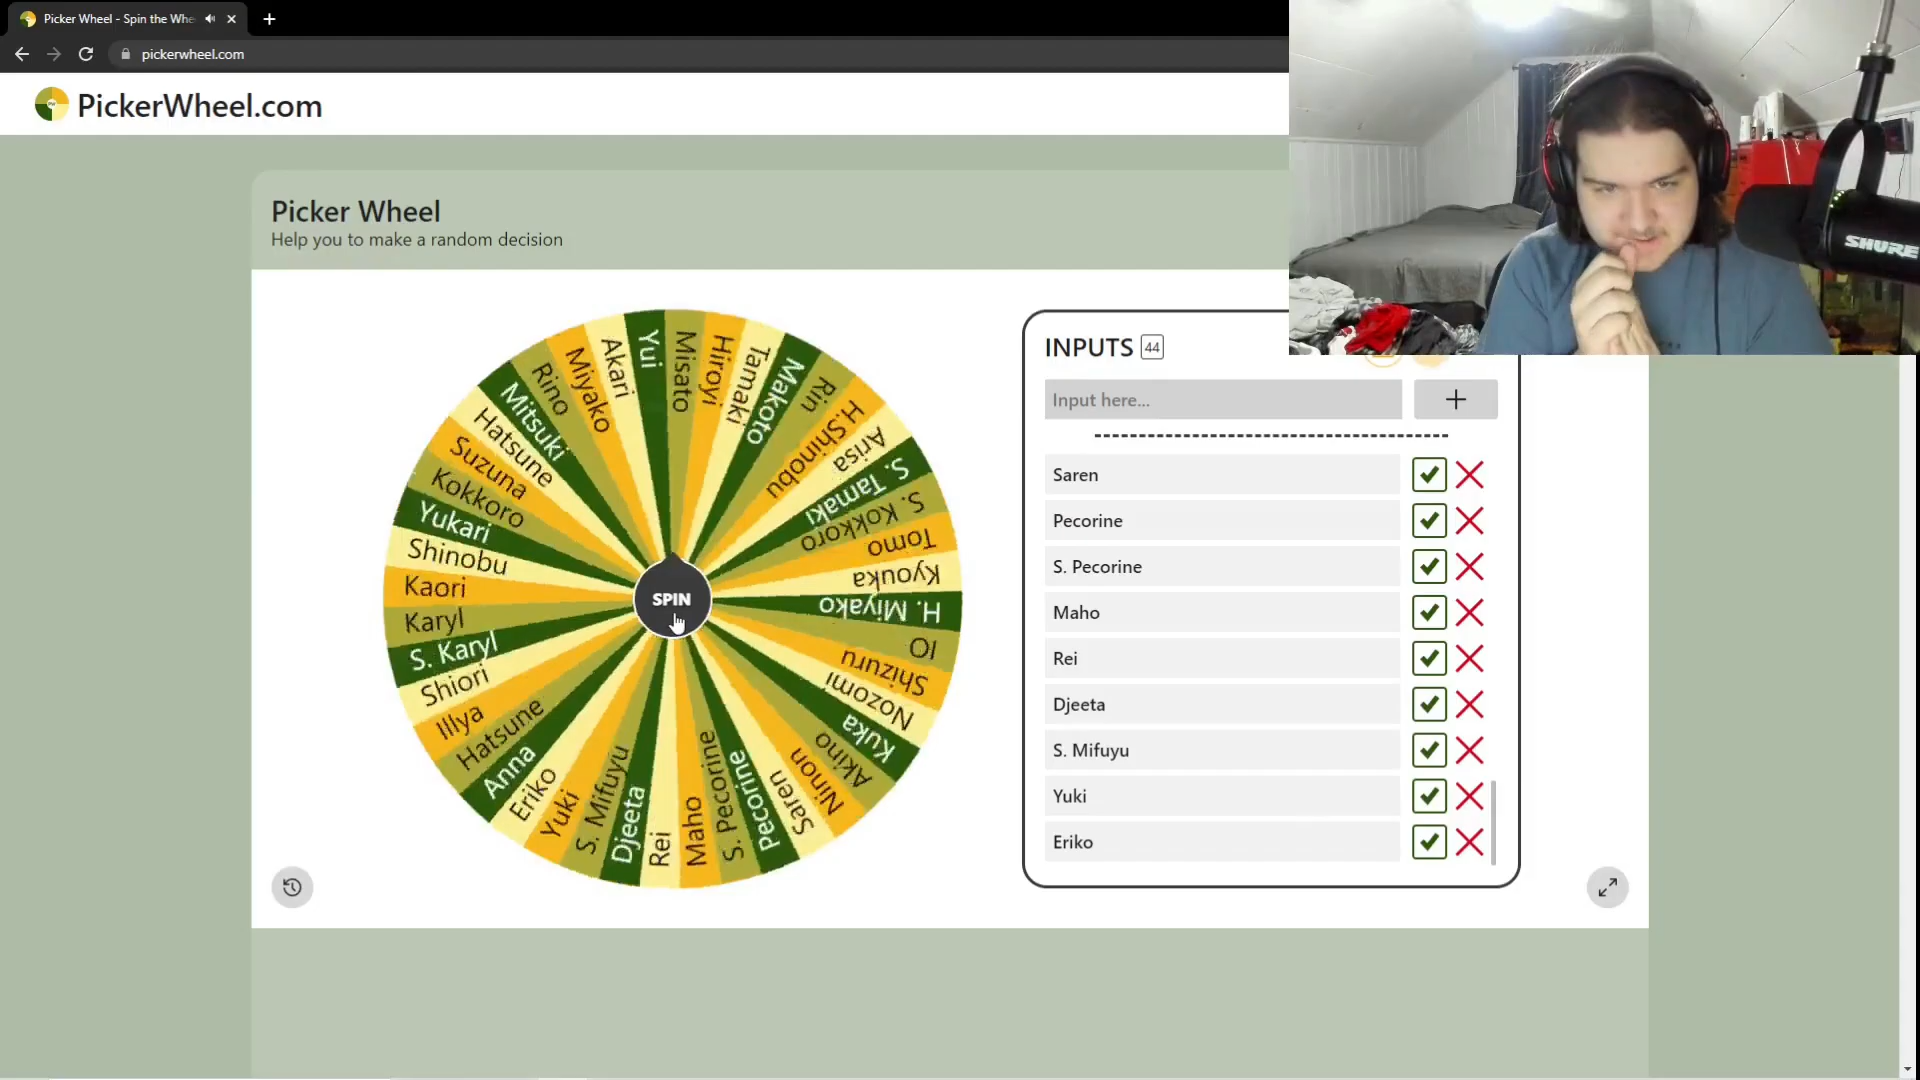 Picker Wheel - Spin the Whe
pickerwheel.com
PickerWheel.com
Picker Wheel
Help you to make a random decision
Misato
Hiroyi
Tamaki
Makoto
Rin
H.Shinobu
Arisa
S. Tamaki
S. Kokkoro
Tomo
Kyouka
H. Miyako
IO
Shizuru
Nozomi
Kuka
Akino
Ninon
Saren
Pecorine
S. Pecorine
Maho
Rei
Djeeta
S. Mifuyu
Yuki
Eriko
Anna
Hatsune
Illya
Shiori
S. Karyl
Karyl
Kaori
Shinobu
Yukari
Kokkoro
Suzuna
Hatsune
Mitsuki
Rino
Miyako
Akari
Yui
SPIN
INPUTS 44
Input here...
Saren
Pecorine
S. Pecorine
Maho
Rei
Djeeta
S. Mifuyu
Yuki
Eriko
SHURE